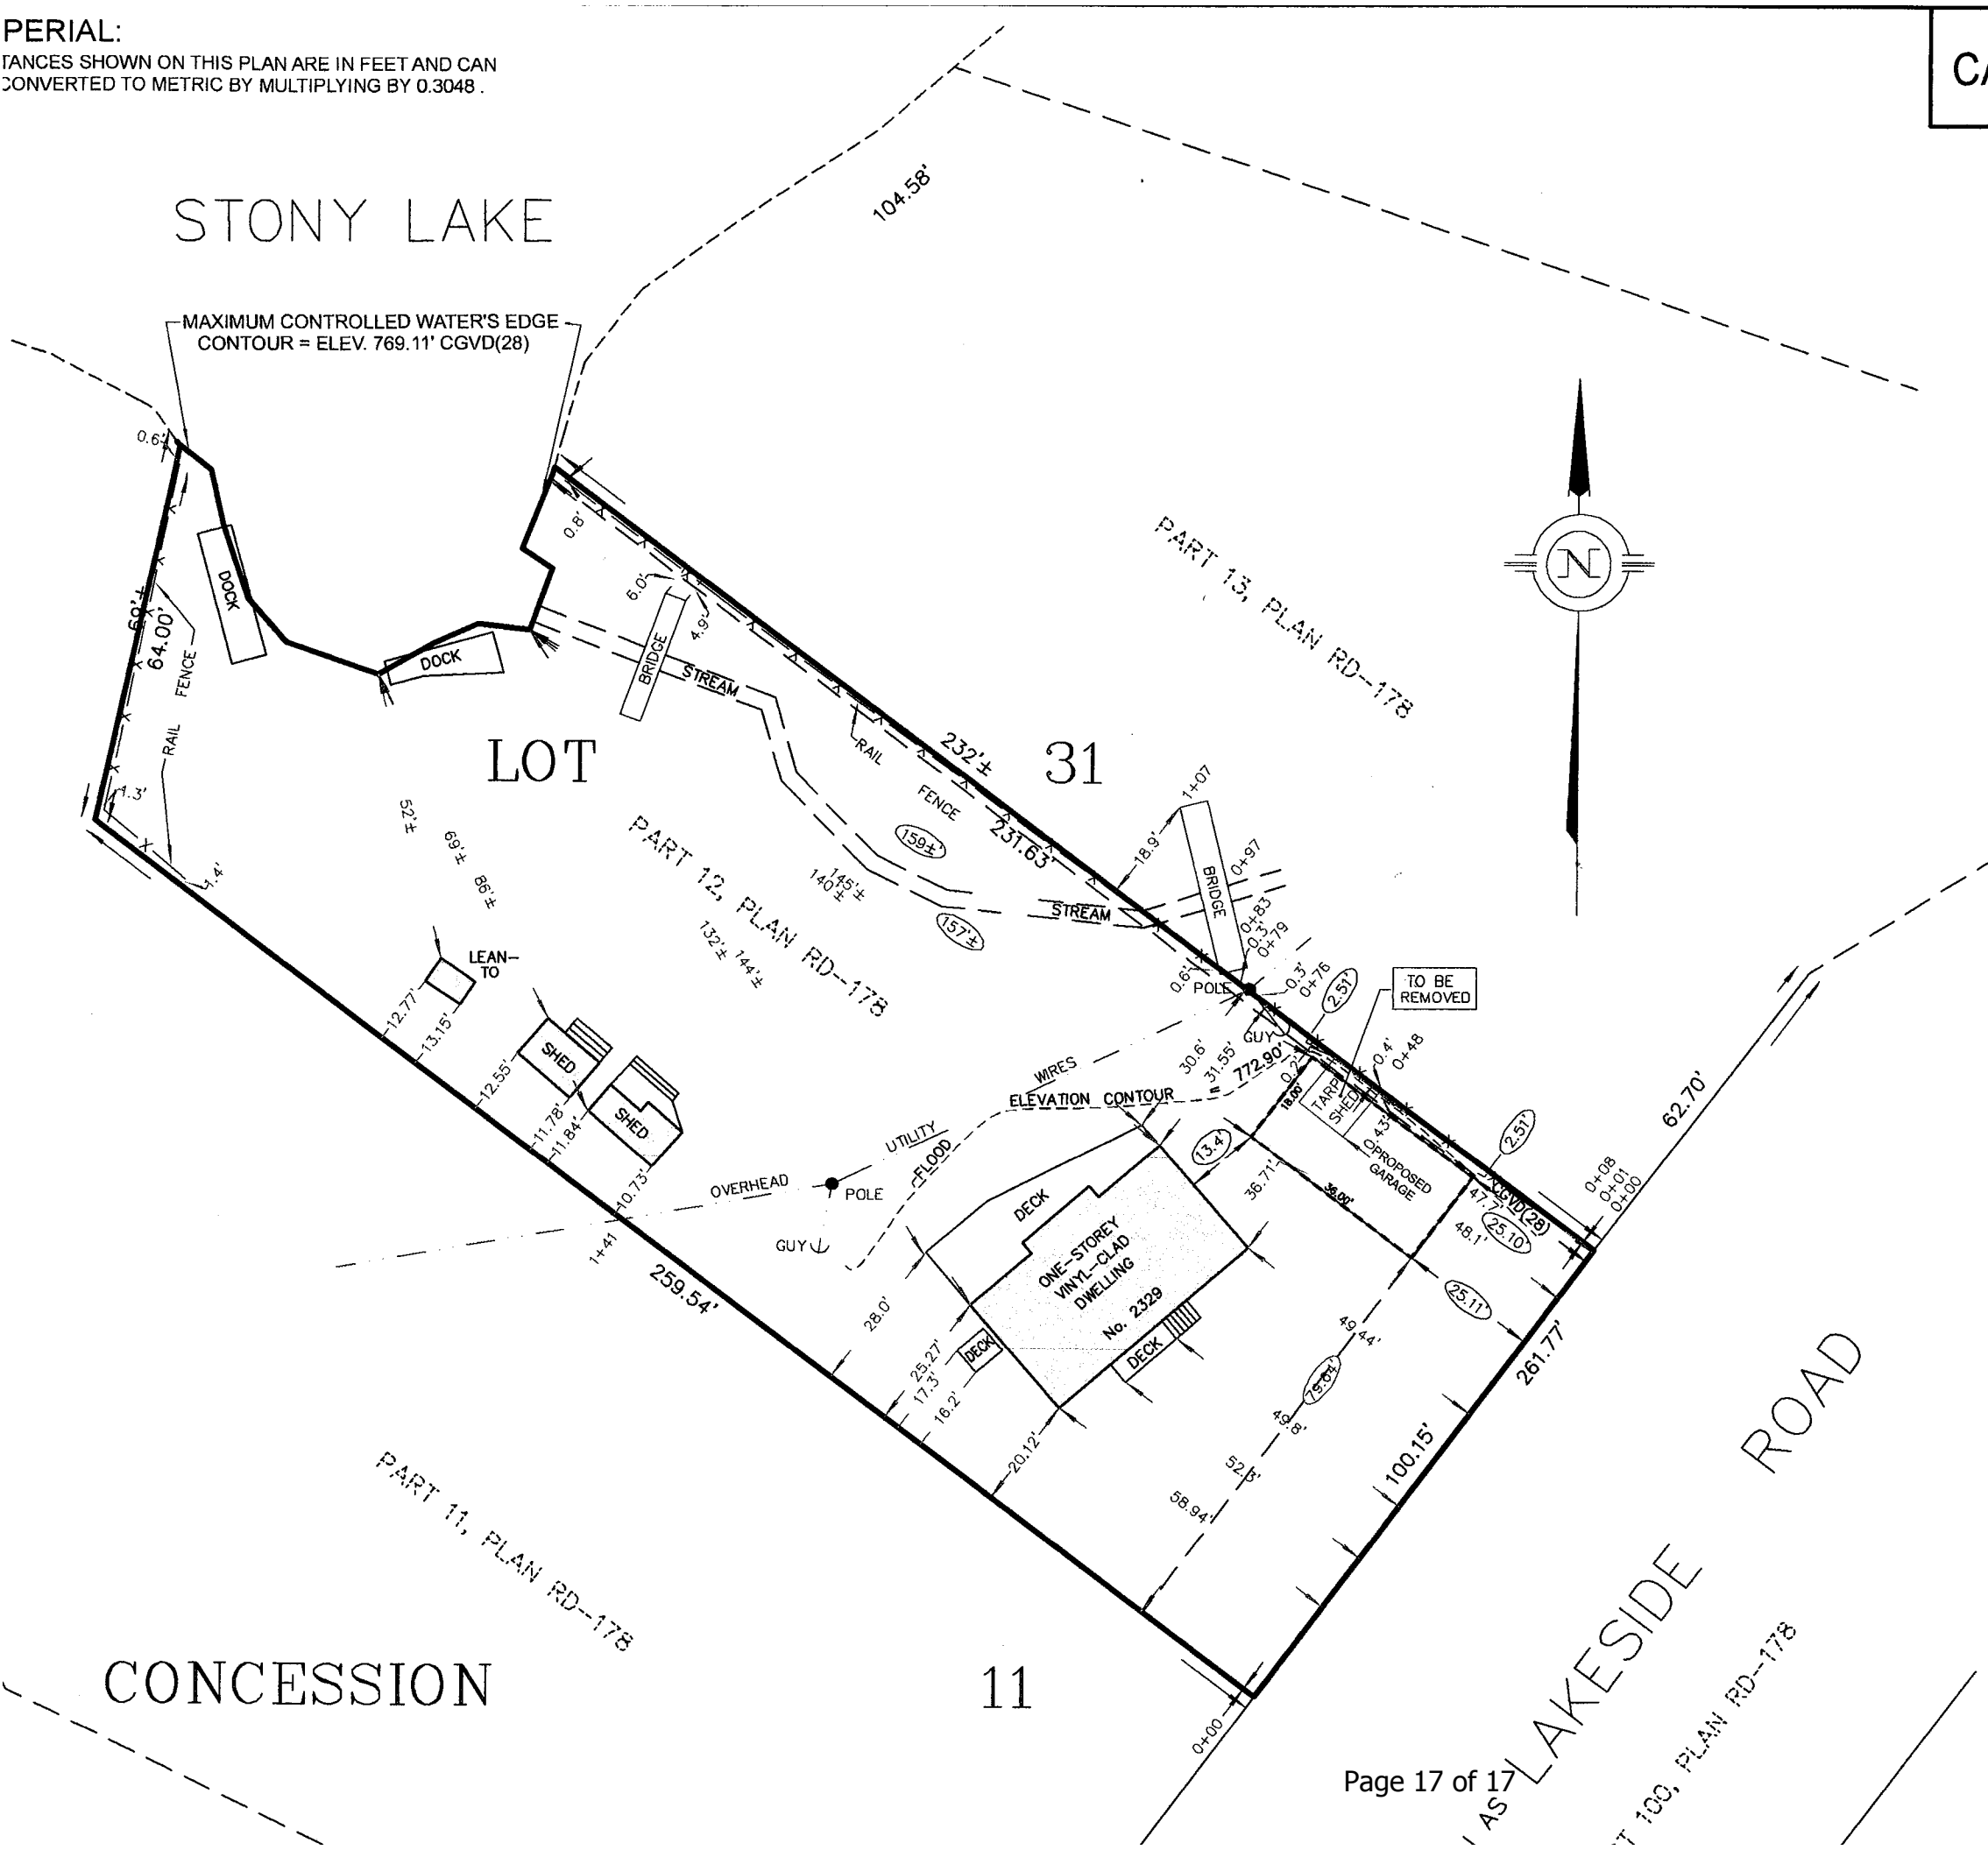 PERIAL:
TANCES SHOWN ON THIS PLAN ARE IN FEET AND CAN
CONVERTED TO METRIC BY MULTIPLYING BY 0.3048 .
CA
STONY LAKE
104.58'
MAXIMUM CONTROLLED WATER'S EDGE
CONTOUR = ELEV. 769.11' CGVD(28)
0.6'
0.8'
6.0'
4.9'
DOCK
DOCK
BRIDGE
STREAM
69'±
64.00'
RAIL FENCE
1.3'
1.4'
N
PART 13, PLAN RD--178
LOT
31
232'±
231.63'
RAIL
FENCE
159±'
157'±
145'±
140'±
PART 12, PLAN RD--178
132'±
144'±
52'±
69'±
86'±
STREAM
18.9'
1+07
BRIDGE
0+97
0+83
0.3'
0+79
0.3'
0+76
0.6'
POLE
2.51'
TO BE
REMOVED
0.4'
0+48
GUY
30.6'
31.55'
772.90'
0.2'
18.00'
TARP
SHED
0.43'
PROPOSED
GARAGE
2.51'
36.00'
36.71'
13.4'
CGVD(28)
47.7'
48.1'
25.10'
25.11'
0+08
0+01
0+00
62.70'
LEAN-
TO
12.77'
13.15'
SHED
SHED
12.55'
11.78'
11.84'
10.73'
WIRES
ELEVATION CONTOUR =
UTILITY
FLOOD
OVERHEAD
POLE
GUY
1+41
259.54'
DECK
ONE-STOREY
VINYL-CLAD
DWELLING
No. 2329
DECK
DECK
28.0'
25.27'
17.3'
16.2'
20.12'
49.44'
79.64'
49.8'
52.3'
58.94'
261.77'
100.15'
PART 11, PLAN RD--178
CONCESSION
11
0+00
LAKESIDE ROAD
AS
T 100, PLAN RD--178
Page 17 of 17